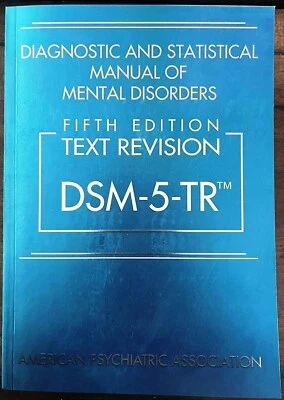 DIAGNOSTIC AND STATISTICAL
MANUAL OF
MENTAL DISORDERS
FIFTH EDITION
TEXT REVISION
DSM-5-TR™
AMERICAN PSYCHIATRIC ASSOCIATION